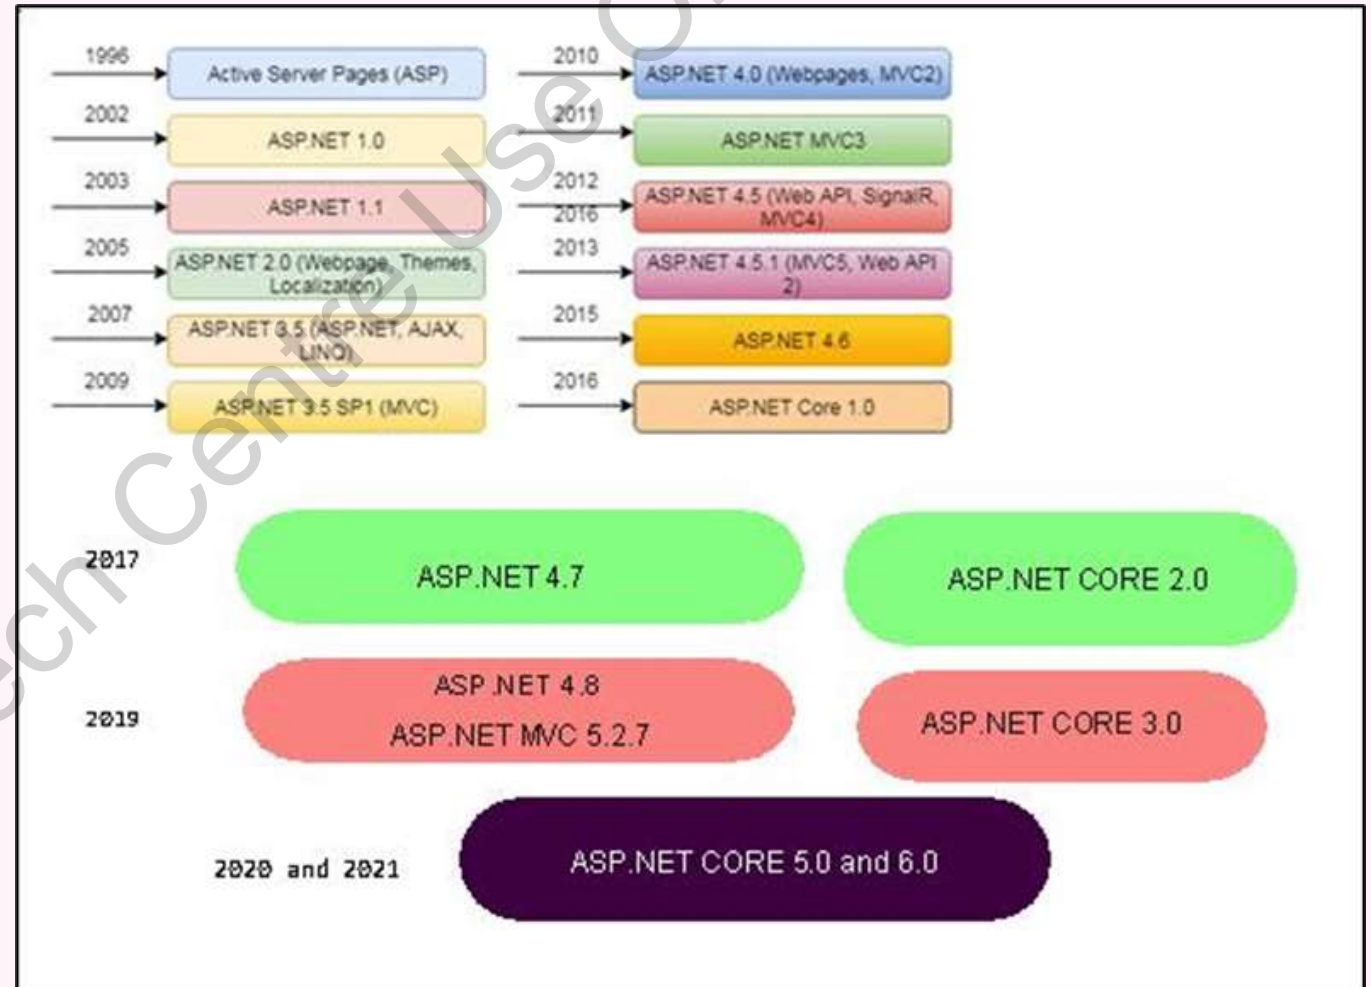 1996
Active Server Pages (ASP)
2002
ASP.NET 1.0
2003
ASP.NET 1.1
2005
ASP.NET 2.0 (Webpage, Themes,
Localization)
2007
ASP.NET 3.5 (ASP.NET, AJAX,
LINQ)
2009
ASP.NET 3.5 SP1 (MVC)
2010
ASP.NET 4.0 (Webpages, MVC2)
2011
ASP.NET MVC3
2012
2016
ASP.NET 4.5 (Web API, SignalR,
MVC4)
2013
ASP.NET 4.5.1 (MVC5, Web API
2)
2015
ASP.NET 4.6
2016
ASP.NET Core 1.0
2017
ASP.NET 4.7
ASP.NET CORE 2.0
2019
ASP .NET 4.8
ASP.NET MVC 5.2.7
ASP.NET CORE 3.0
2020 and 2021
ASP.NET CORE 5.0 and 6.0
Centre Use